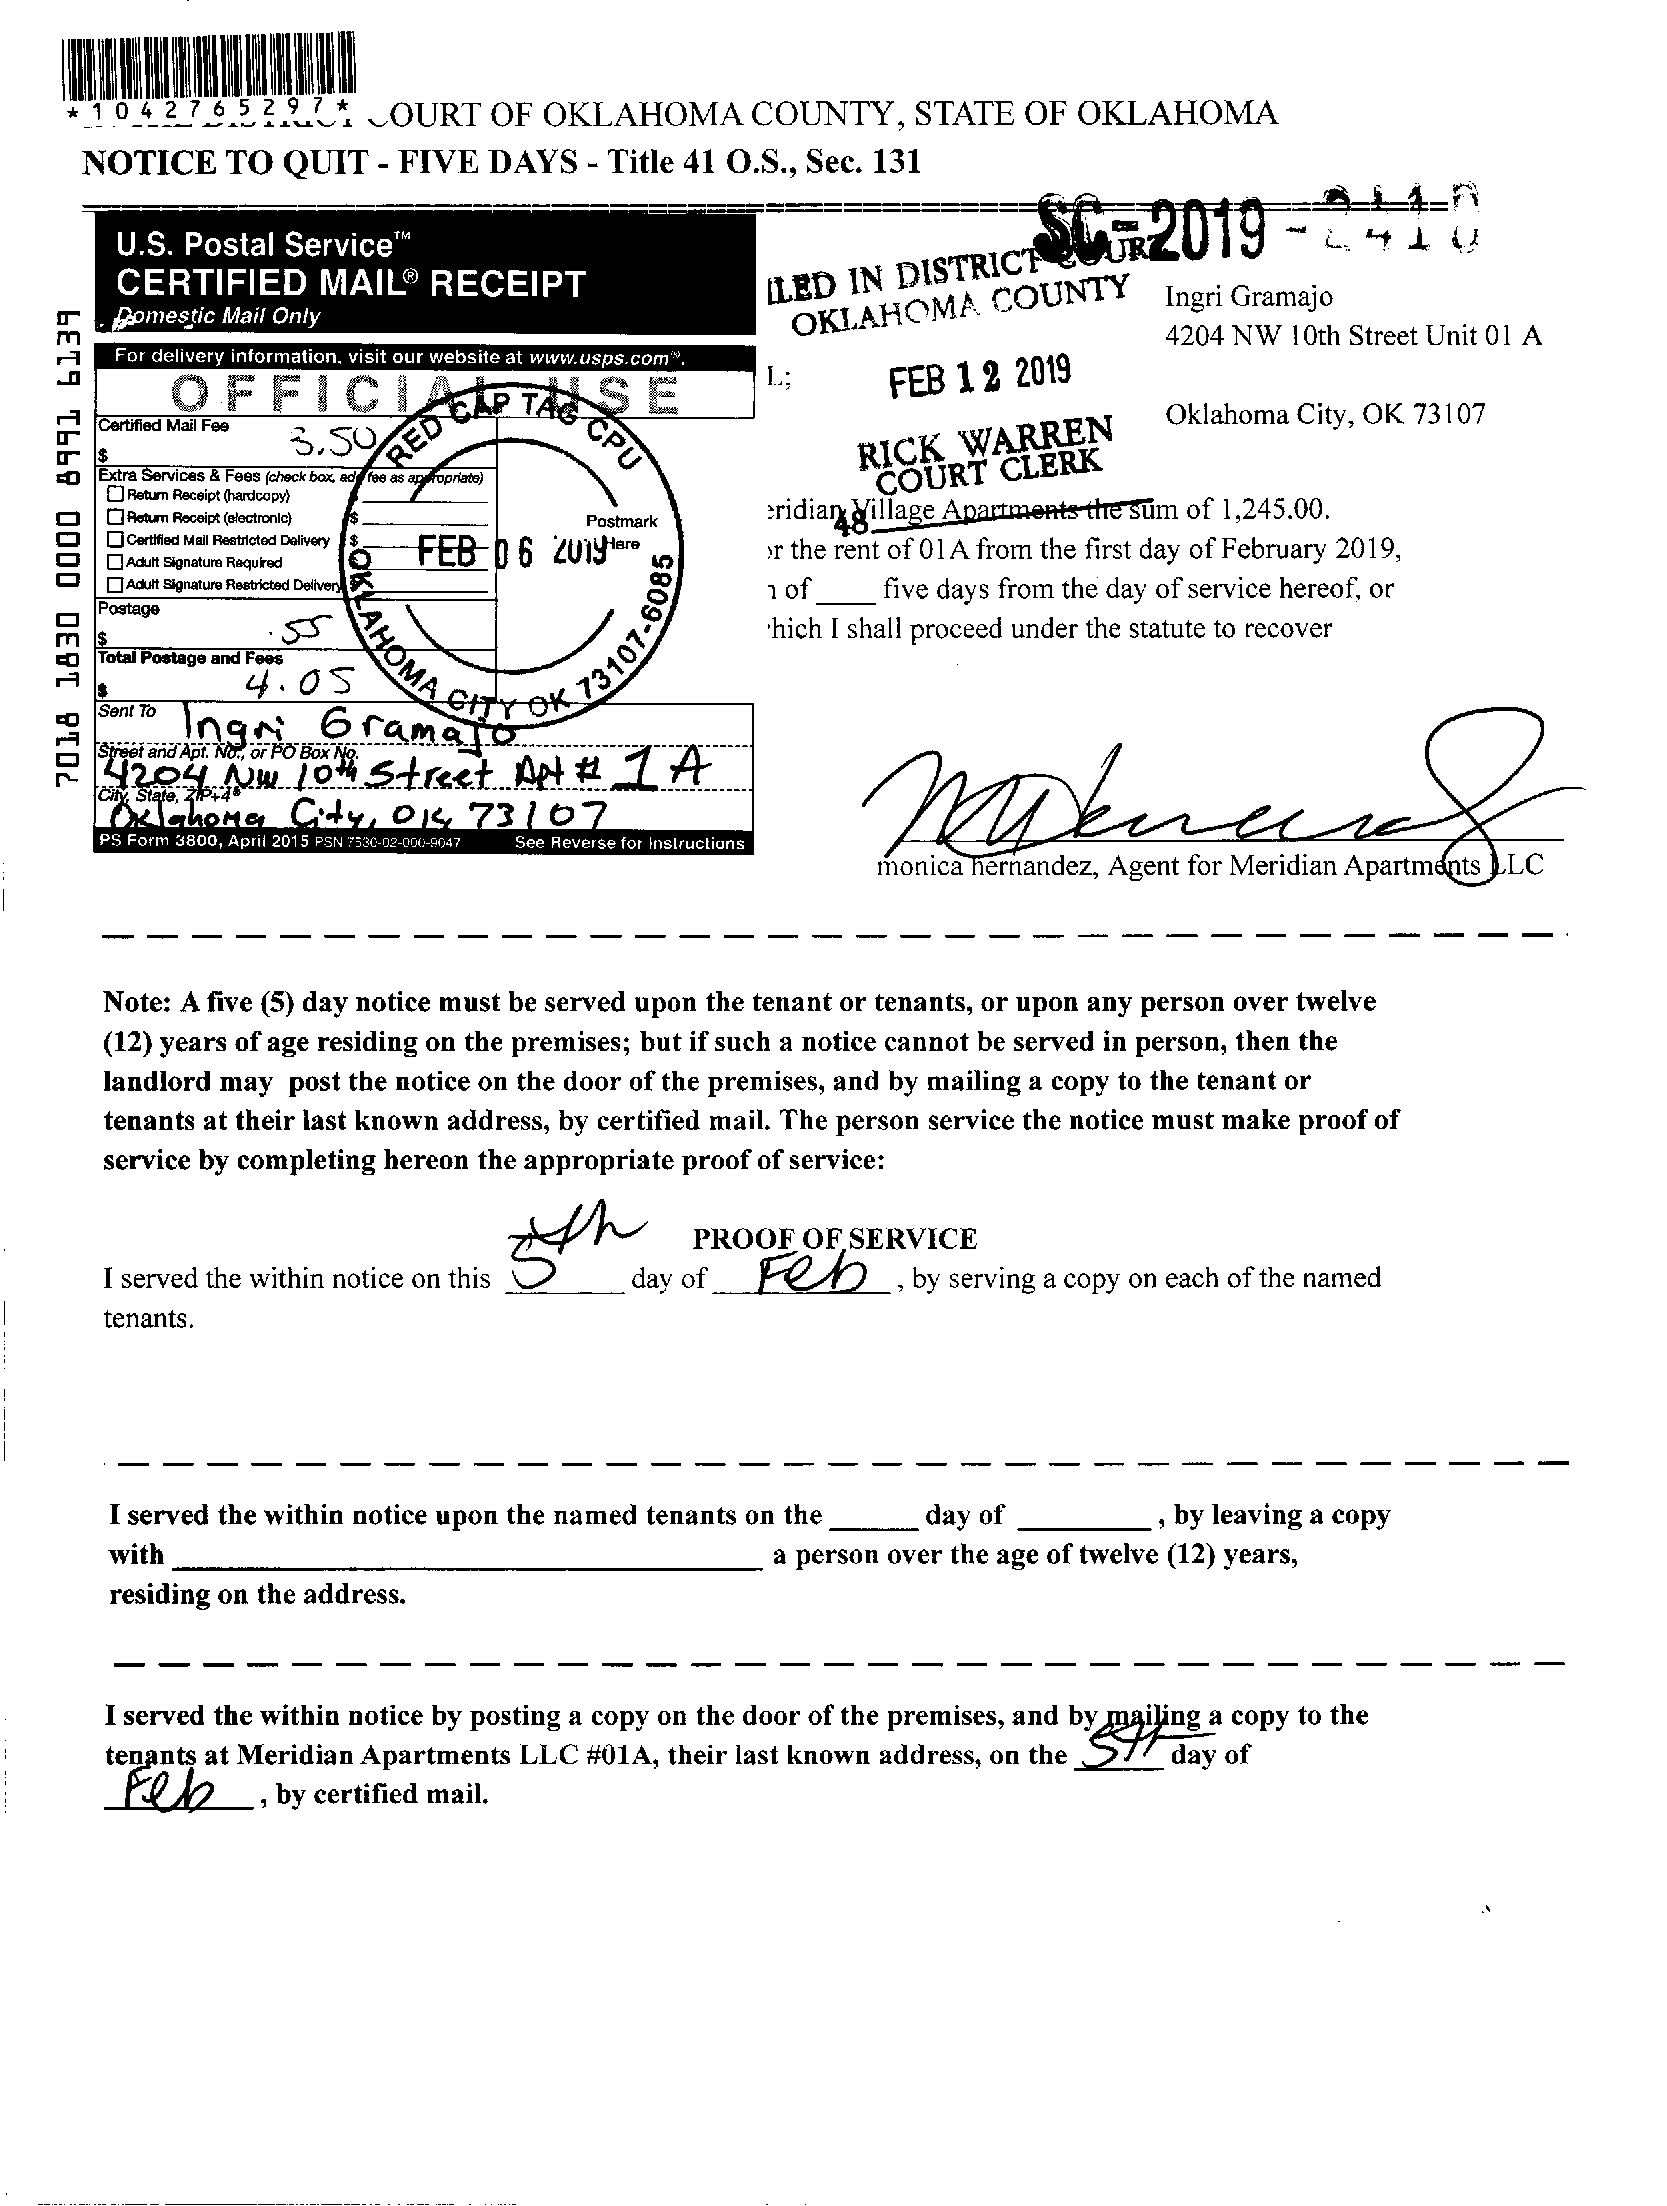 *1042765297*
COURT OF OKLAHOMA COUNTY, STATE OF OKLAHOMA
NOTICE TO QUIT - FIVE DAYS - Title 41 O.S., Sec. 131
SC-2019-
U.S. Postal Service™
CERTIFIED MAIL® RECEIPT
Domestic Mail Only
For delivery information, visit our website at www.usps.com®.
OFFICIAL USE
7018 1830 0000 8991 6139
Certified Mail Fee
$ 3.50
Extra Services & Fees (check box, add fee as appropriate)
Return Receipt (hardcopy)
Return Receipt (electronic) $
Certified Mail Restricted Delivery $
Adult Signature Required
Adult Signature Restricted Delivery $
Postmark
Here
RED CAP TAG CPU
FEB 06 2019
OKLAHOMA CITY OK 73107-6085
Postage
$ .55
Total Postage and Fees
$ 4.05
Sent To Ingri Gramajo
Street and Apt. No., or PO Box No.
4204 NW 10th Street Apt # 1A
City, State, ZIP+4®
Oklahoma City, OK 73107
PS Form 3800, April 2015 PSN 7530-02-000-9047 See Reverse for Instructions
ILED IN DISTRICT COURT
OKLAHOMA COUNTY
FEB 12 2019
RICK WARREN
COURT CLERK
48
Ingri Gramajo
4204 NW 10th Street Unit 01 A
L;
Oklahoma City, OK 73107
eridian Village Apartments the sum of 1,245.00.
or the rent of 01A from the first day of February 2019,
n of ____ five days from the day of service hereof, or
hich I shall proceed under the statute to recover
monica hernandez, Agent for Meridian Apartments LLC
Note: A five (5) day notice must be served upon the tenant or tenants, or upon any person over twelve
(12) years of age residing on the premises; but if such a notice cannot be served in person, then the
landlord may post the notice on the door of the premises, and by mailing a copy to the tenant or
tenants at their last known address, by certified mail. The person service the notice must make proof of
service by completing hereon the appropriate proof of service:
PROOF OF SERVICE
I served the within notice on this 5th day of Feb, by serving a copy on each of the named
tenants.
I served the within notice upon the named tenants on the ______ day of _________, by leaving a copy
with ________________________________________ a person over the age of twelve (12) years,
residing on the address.
I served the within notice by posting a copy on the door of the premises, and by mailing a copy to the
tenants at Meridian Apartments LLC #01A, their last known address, on the 5th day of
Feb, by certified mail.